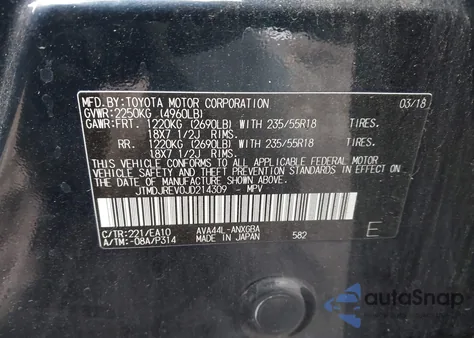 MFD.BY:TOYOTA MOTOR CORPORATION 03/18
GVWR:2250KG (4960LB)
GAWR:FRT. 1220KG (2690LB) WITH 235/55R18 TIRES.
18X7 1/2J RIMS.
RR. 1220KG (2690LB) WITH 235/55R18 TIRES.
18X7 1/2J RIMS.
THIS VEHICLE CONFORMS TO ALL APPLICABLE FEDERAL MOTOR
VEHICLE SAFETY AND THEFT PREVENTION STANDARDS IN EFFECT
ON THE DATE OF MANUFACTURE SHOWN ABOVE.
JTMDJREV0JD214309 - MPV
C/TR:221/EA10 AVA44L-ANXGBA
A/TM:-08A/P314 MADE IN JAPAN 582 E
autoSnap